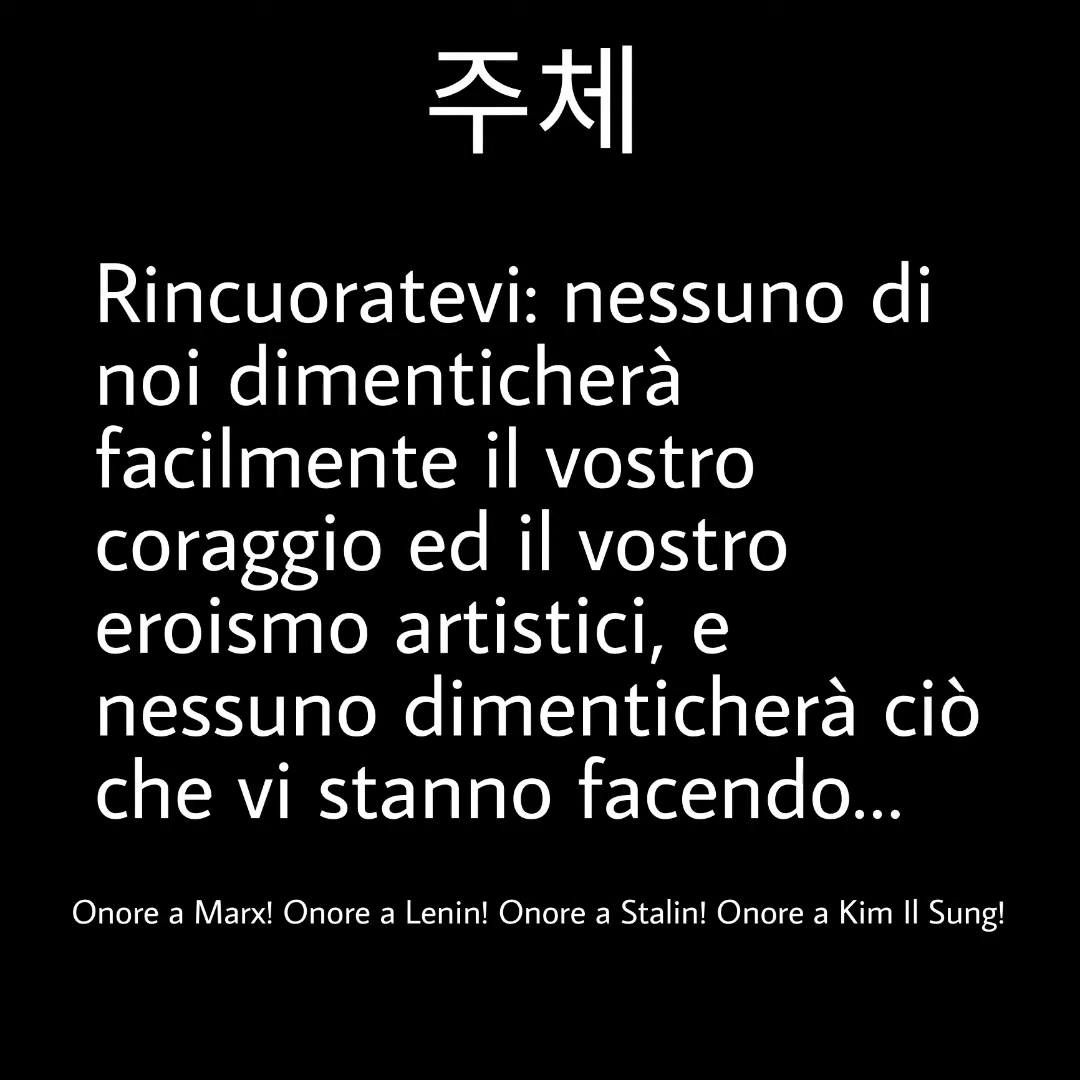 주체
Rincuoratevi: nessuno di
noi dimenticherà
facilmente il vostro
coraggio ed il vostro
eroismo artistici, e
nessuno dimenticherà ciò
che vi stanno facendo...
Onore a Marx! Onore a Lenin! Onore a Stalin! Onore a Kim Il Sung!